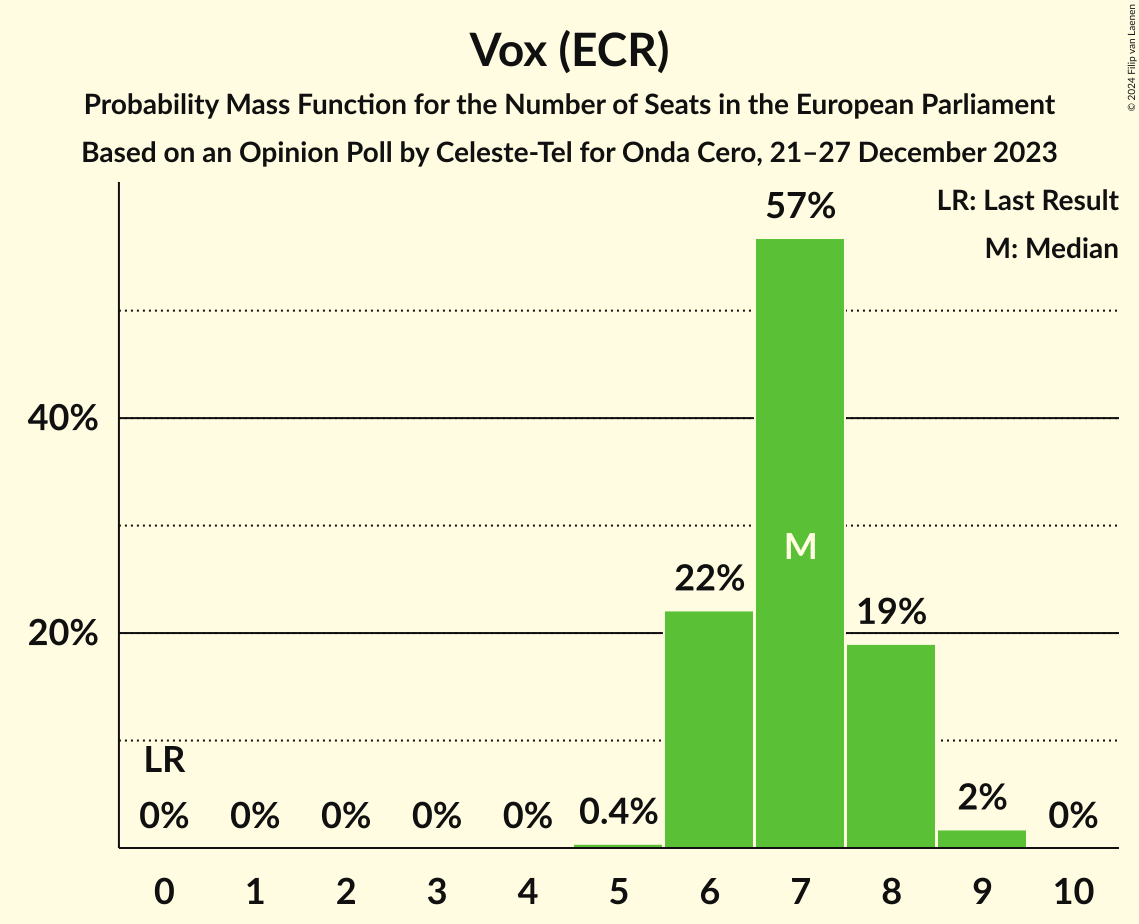 Vox (ECR)
Probability Mass Function for the Number of Seats in the European Parliament
Based on an Opinion Poll by Celeste-Tel for Onda Cero, 21–27 December 2023
© 2024 Filip van Laenen
LR: Last Result
M: Median
57%
40%
M
22%
19%
20%
LR
0% 0% 0% 0% 0% 0.4% 2% 0%
0 1 2 3 4 5 6 7 8 9 10